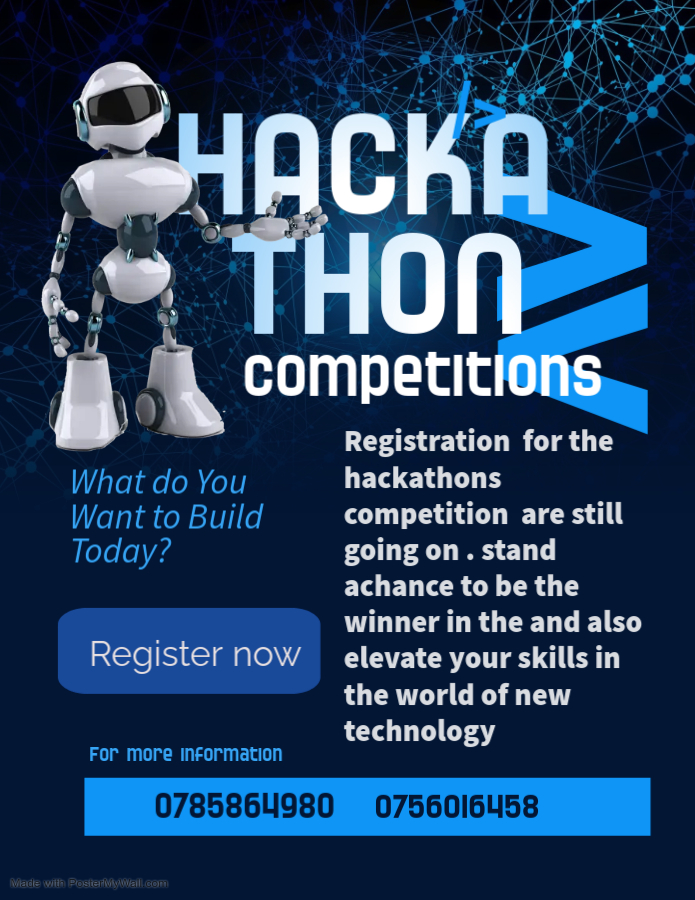 />
HACKA
THON
competitions
Registration for the
hackathons
competition are still
going on . stand
achance to be the
winner in the and also
elevate your skills in
the world of new
technology
What do You
Want to Build
Today?
Register now
For more information
0785864980 0756016458
Made with PosterMyWall.com